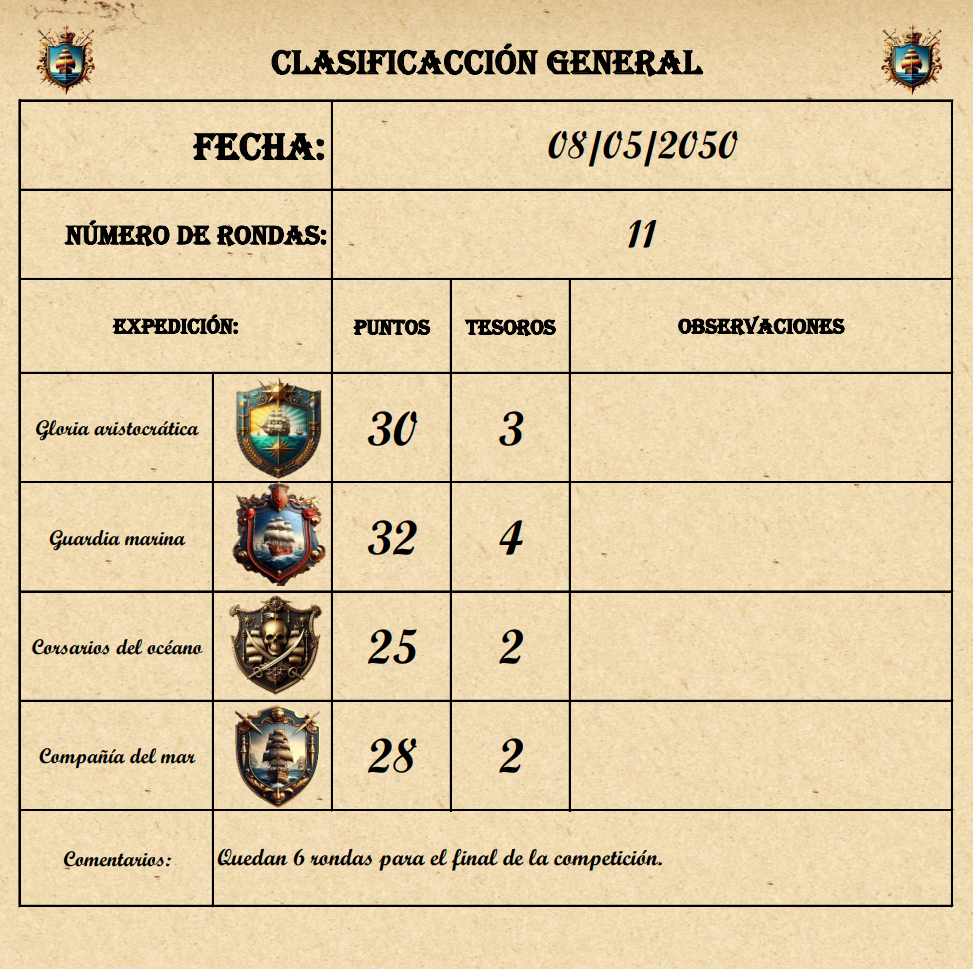 CLASIFICACCIÓN GENERAL
FECHA: 08/05/2050
NÚMERO DE RONDAS: 11
EXPEDICIÓN: PUNTOS TESOROS OBSERVACIONES
Gloria aristocrática 30 3
Guardia marina 32 4
Corsarios del océano 25 2
Compañía del mar 28 2
Comentarios: Quedan 6 rondas para el final de la competición.